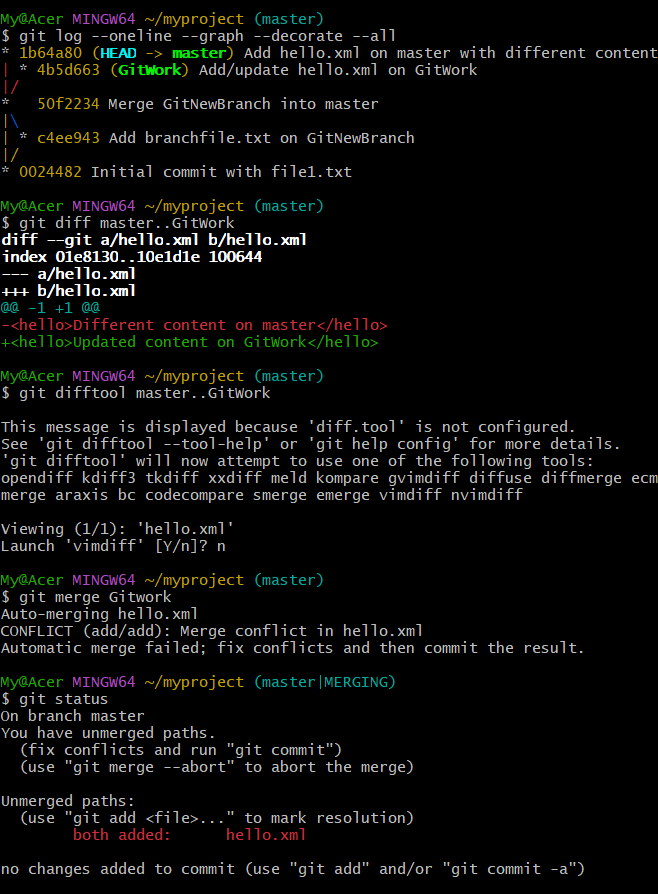 My@Acer MINGW64 ~/myproject (master)
$ git log --oneline --graph --decorate --all
* 1b64a80 (HEAD -> master) Add hello.xml on master with different content
| * 4b5d663 (GitWork) Add/update hello.xml on GitWork
|/
*   50f2234 Merge GitNewBranch into master
|\
| * c4ee943 Add branchfile.txt on GitNewBranch
|/
* 0024482 Initial commit with file1.txt

My@Acer MINGW64 ~/myproject (master)
$ git diff master..GitWork
diff --git a/hello.xml b/hello.xml
index 01e8130..10e1d1e 100644
--- a/hello.xml
+++ b/hello.xml
@@ -1 +1 @@
-<hello>Different content on master</hello>
+<hello>Updated content on GitWork</hello>

My@Acer MINGW64 ~/myproject (master)
$ git difftool master..GitWork

This message is displayed because 'diff.tool' is not configured.
See 'git difftool --tool-help' or 'git help config' for more details.
'git difftool' will now attempt to use one of the following tools:
opendiff kdiff3 tkdiff xxdiff meld kompare gvimdiff diffuse diffmerge ecm
merge araxis bc codecompare smerge emerge vimdiff nvimdiff

Viewing (1/1): 'hello.xml'
Launch 'vimdiff' [Y/n]? n

My@Acer MINGW64 ~/myproject (master)
$ git merge Gitwork
Auto-merging hello.xml
CONFLICT (add/add): Merge conflict in hello.xml
Automatic merge failed; fix conflicts and then commit the result.

My@Acer MINGW64 ~/myproject (master|MERGING)
$ git status
On branch master
You have unmerged paths.
  (fix conflicts and run "git commit")
  (use "git merge --abort" to abort the merge)

Unmerged paths:
  (use "git add <file>..." to mark resolution)
        both added:      hello.xml

no changes added to commit (use "git add" and/or "git commit -a")